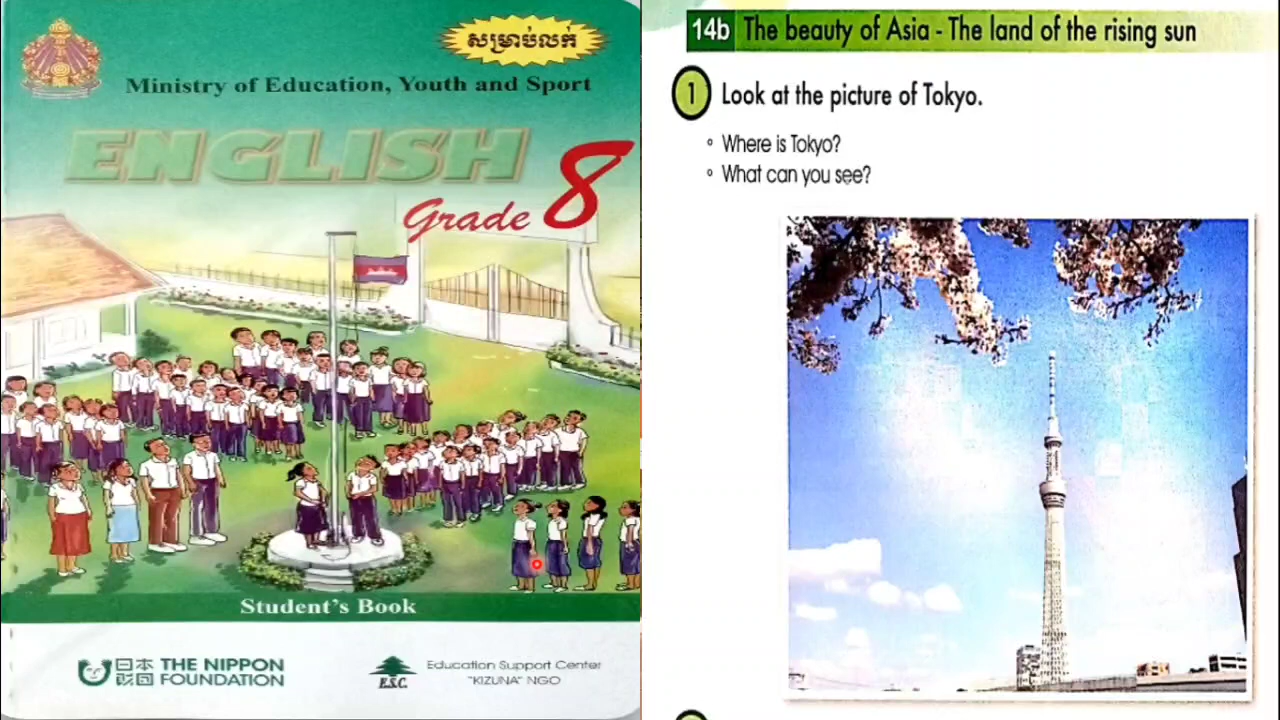 សម្រាប់លក់
Ministry of Education, Youth and Sport
ENGLISH
Grade 8
Student's Book
日本
財団
THE NIPPON
FOUNDATION
E.S.C.
Education Support Center
"KIZUNA" NGO
14b The beauty of Asia - The land of the rising sun
1 Look at the picture of Tokyo.
° Where is Tokyo?
° What can you see?